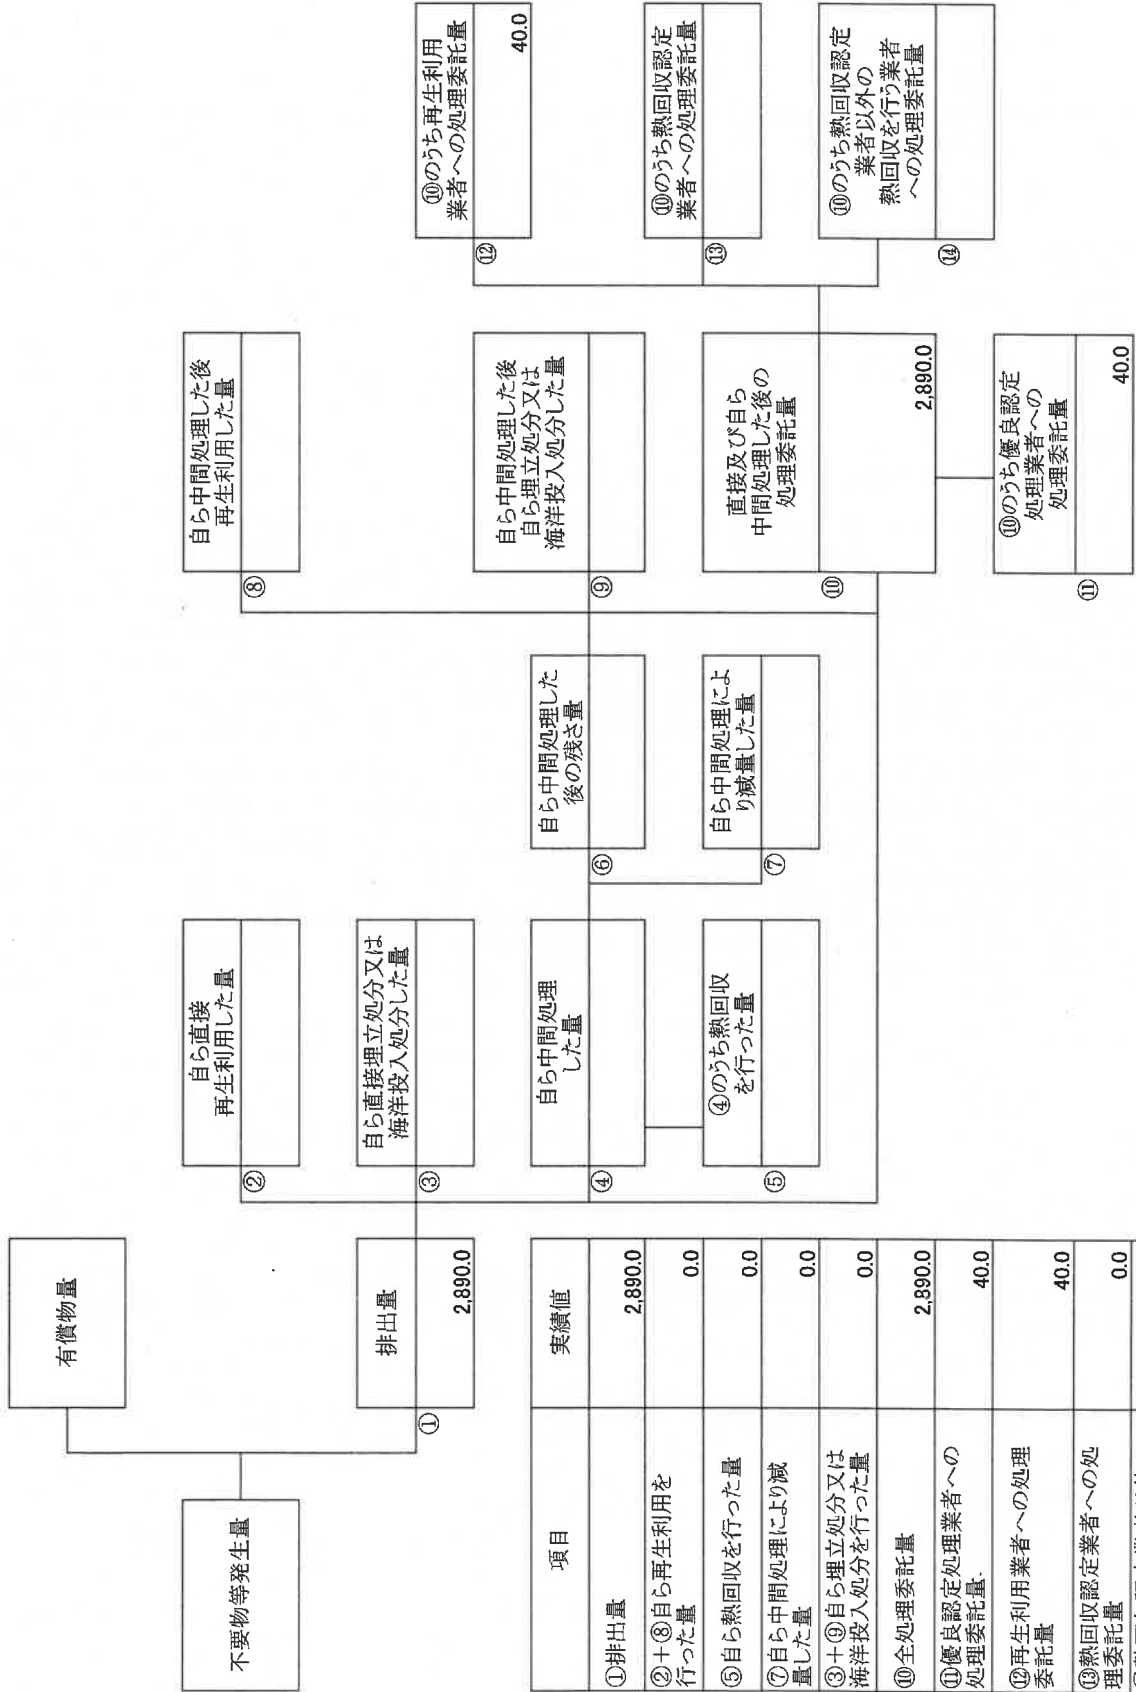 不要物等発生量
有償物量
①
排出量
2,890.0
②
自ら直接
再生利用した量
③
自ら直接埋立処分又は
海洋投入処分した量
④
自ら中間処理
した量
⑤
④のうち熱回収
を行った量
⑥
自ら中間処理した
後の残さ量
⑦
自ら中間処理によ
り減量した量
⑧
自ら中間処理した後
再生利用した量
⑨
自ら中間処理した後
自ら埋立処分又は
海洋投入処分した量
⑩
直接及び自ら
中間処理した後の
処理委託量
2,890.0
⑪
⑩のうち優良認定
処理業者への
処理委託量
40.0
⑫
⑩のうち再生利用
業者への処理委託量
40.0
⑬
⑩のうち熱回収認定
業者への処理委託量
⑭
⑩のうち熱回収認定
業者以外の
熱回収を行う業者
への処理委託量
項目 実績値
①排出量 2,890.0
②+⑧自ら再生利用を
行った量 0.0
⑤自ら熱回収を行った量 0.0
⑦自ら中間処理により減
量した量 0.0
③+⑨自ら埋立処分又は
海洋投入処分を行った量 0.0
⑩全処理委託量 2,890.0
⑪優良認定処理業者への
処理委託量. 40.0
⑫再生利用業者への処理
委託量 40.0
⑬熱回収認定業者への処
理委託量 0.0